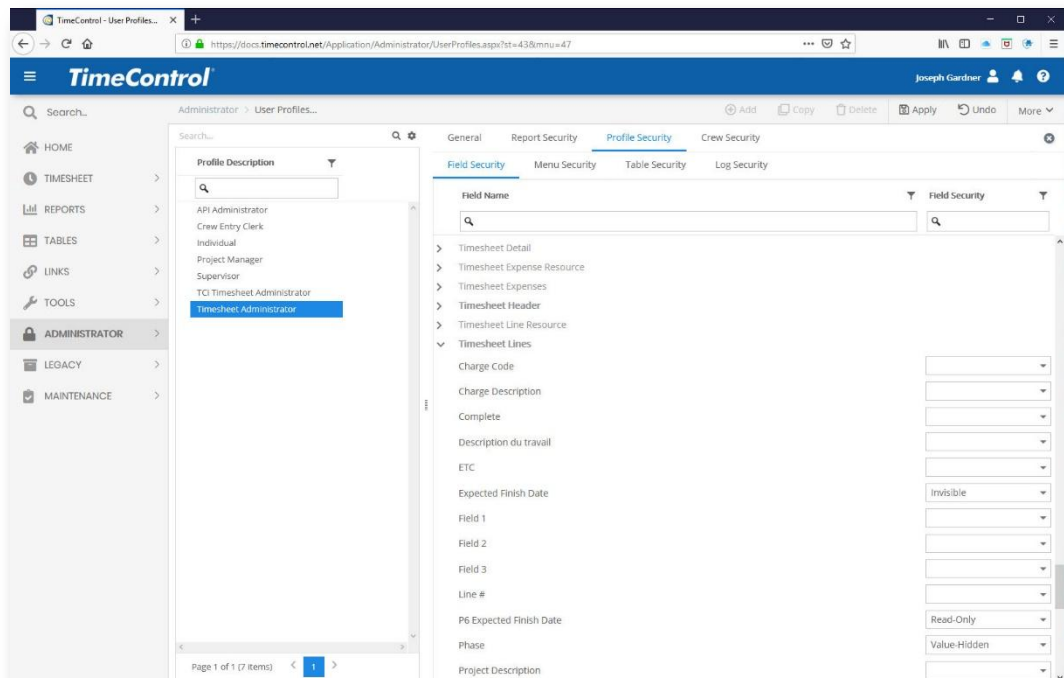 TimeControl - User Profiles...
https://docs.timecontrol.net/Application/Administrator/UserProfiles.aspx?st=43&mnu=47
TimeControl
Joseph Gardner
Search...
Administrator > User Profiles...
Add
Copy
Delete
Apply
Undo
More
HOME
TIMESHEET
REPORTS
TABLES
LINKS
TOOLS
ADMINISTRATOR
LEGACY
MAINTENANCE
Search...
Profile Description
API Administrator
Crew Entry Clerk
Individual
Project Manager
Supervisor
TCI Timesheet Administrator
Timesheet Administrator
Page 1 of 1 (7 items) < 1 >
General Report Security Profile Security Crew Security
Field Security Menu Security Table Security Log Security
Field Name Field Security
Timesheet Detail
Timesheet Expense Resource
Timesheet Expenses
Timesheet Header
Timesheet Line Resource
Timesheet Lines
Charge Code
Charge Description
Complete
Description du travail
ETC
Expected Finish Date Invisible
Field 1
Field 2
Field 3
Line #
P6 Expected Finish Date Read-Only
Phase Value-Hidden
Project Description